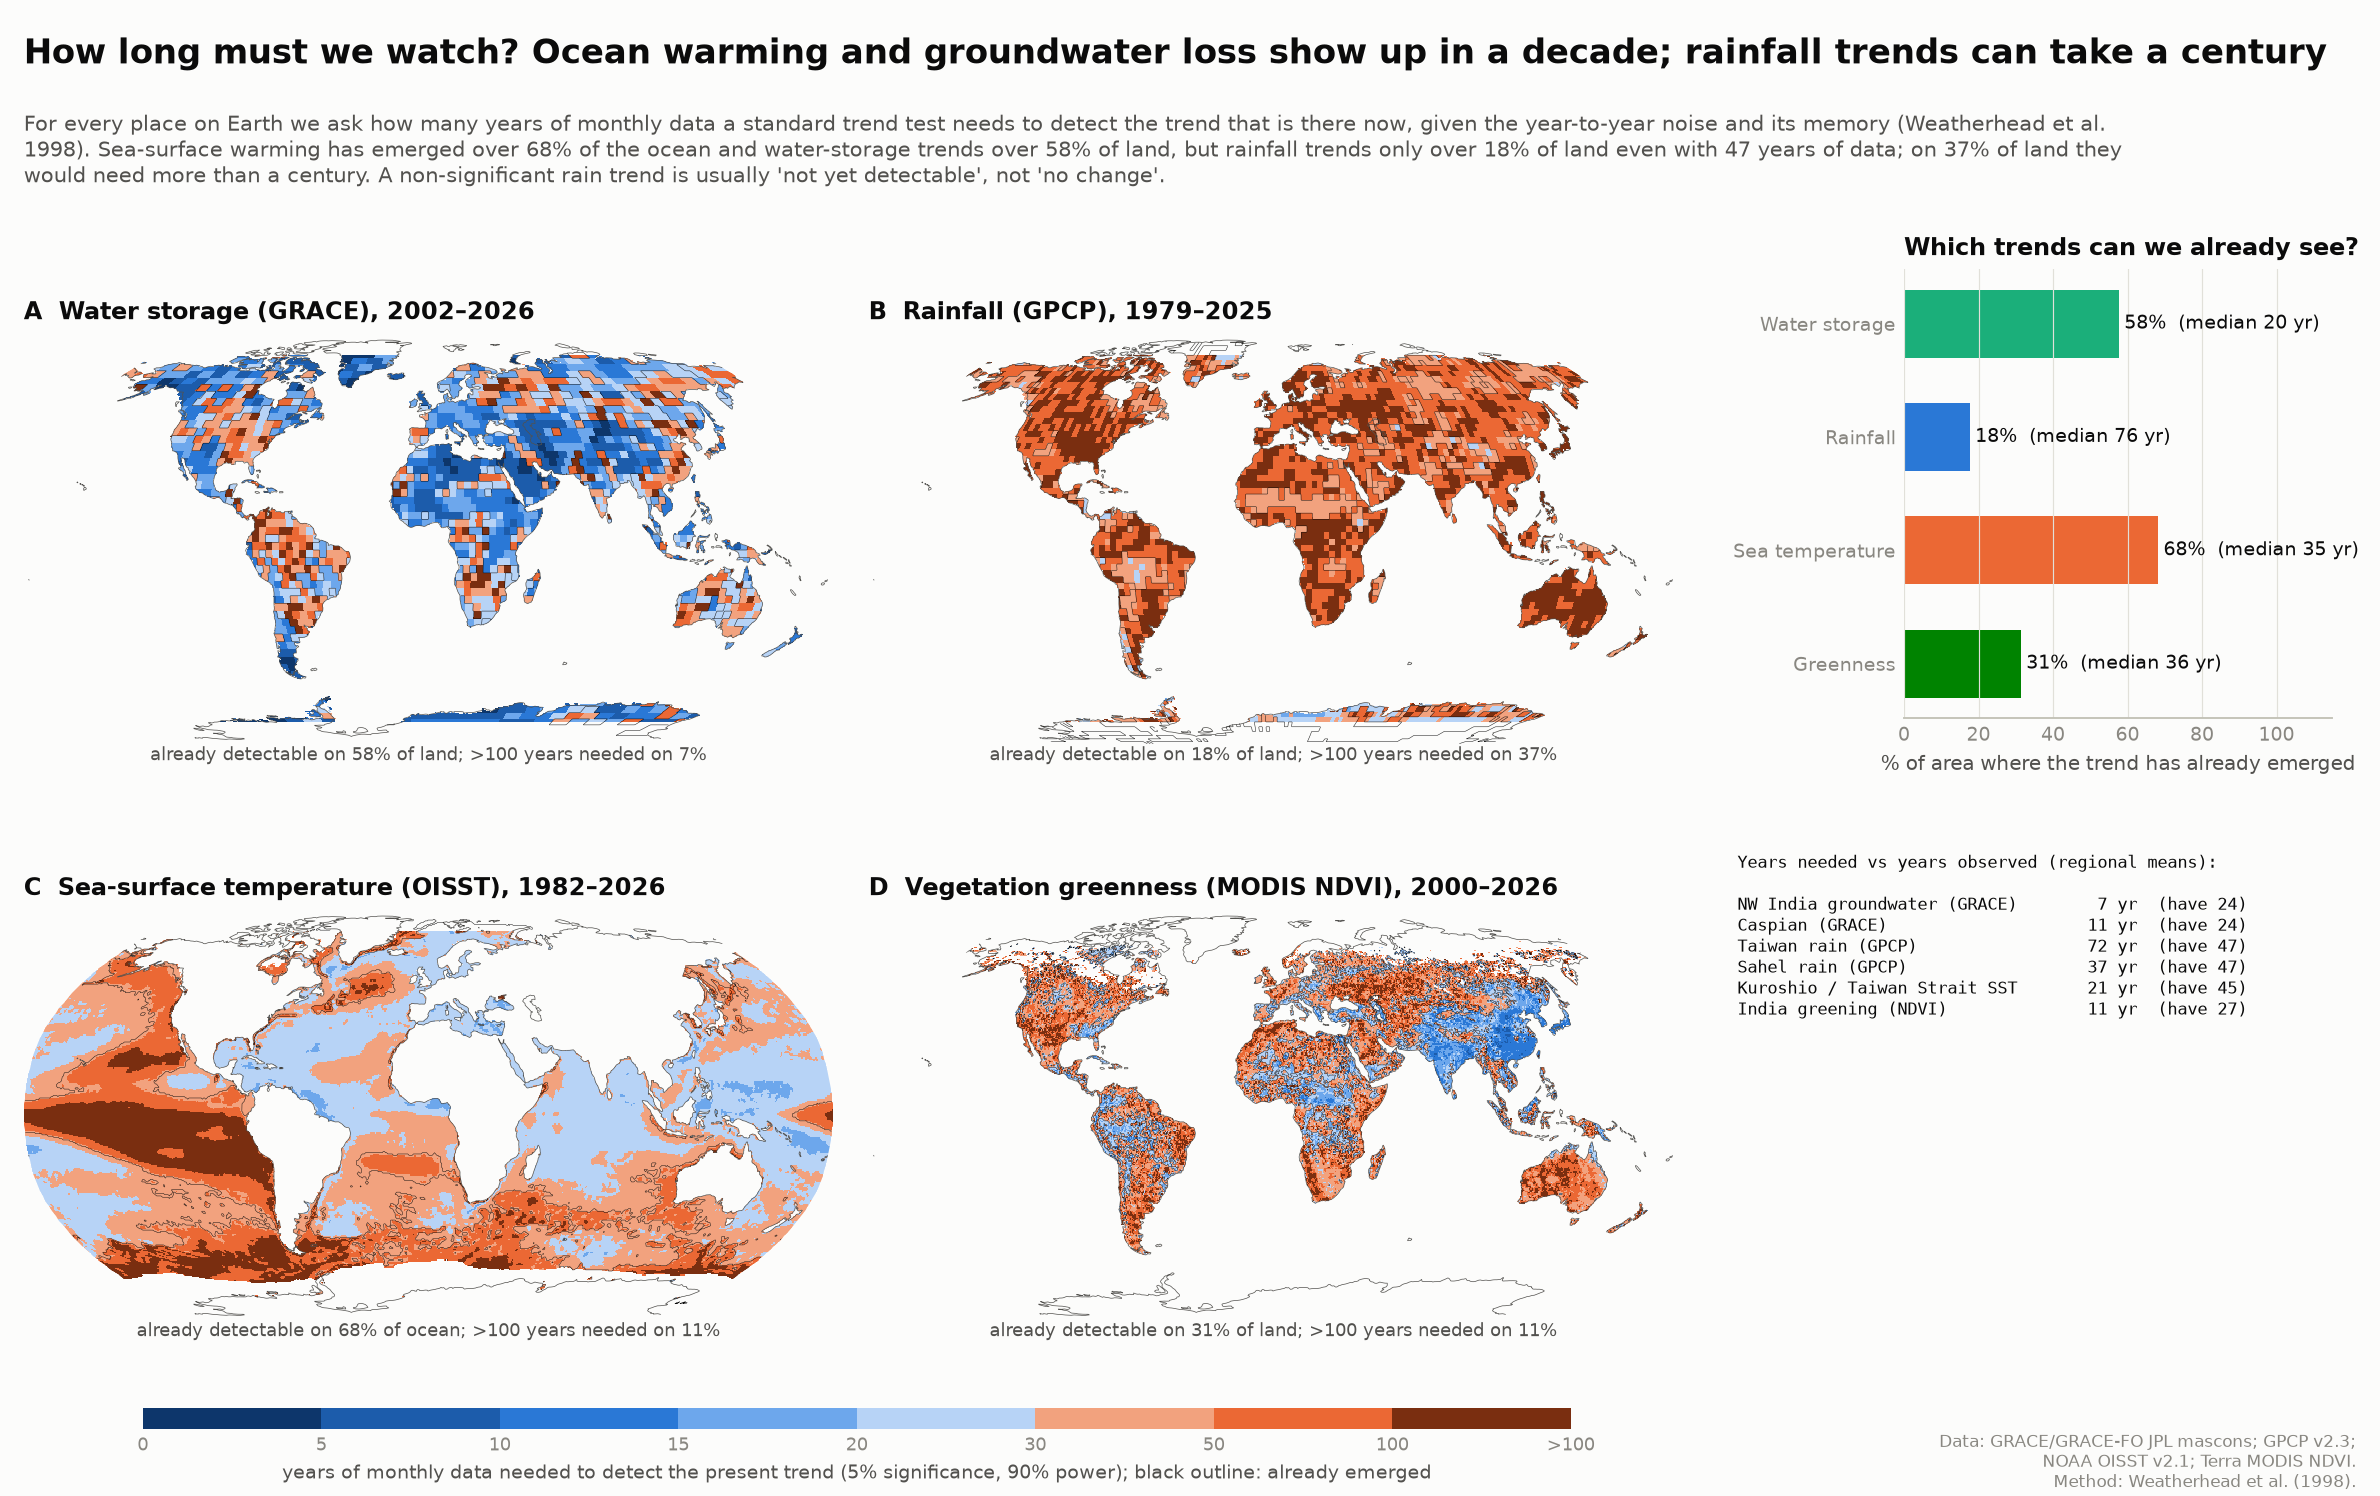 How long must we watch? Ocean warming and groundwater loss show up in a decade; rainfall trends can take a century
For every place on Earth we ask how many years of monthly data a standard trend test needs to detect the trend that is there now, given the year-to-year noise and its memory (Weatherhead et al.
1998). Sea-surface warming has emerged over 68% of the ocean and water-storage trends over 58% of land, but rainfall trends only over 18% of land even with 47 years of data; on 37% of land they
would need more than a century. A non-significant rain trend is usually 'not yet detectable', not 'no change'.
A Water storage (GRACE), 2002–2026
already detectable on 58% of land; >100 years needed on 7%
B Rainfall (GPCP), 1979–2025
already detectable on 18% of land; >100 years needed on 37%
Which trends can we already see?
Water storage
58% (median 20 yr)
Rainfall
18% (median 76 yr)
Sea temperature
68% (median 35 yr)
Greenness
31% (median 36 yr)
0 20 40 60 80 100
% of area where the trend has already emerged
C Sea-surface temperature (OISST), 1982–2026
already detectable on 68% of ocean; >100 years needed on 11%
D Vegetation greenness (MODIS NDVI), 2000–2026
already detectable on 31% of land; >100 years needed on 11%
Years needed vs years observed (regional means):
NW India groundwater (GRACE) 7 yr (have 24)
Caspian (GRACE) 11 yr (have 24)
Taiwan rain (GPCP) 72 yr (have 47)
Sahel rain (GPCP) 37 yr (have 47)
Kuroshio / Taiwan Strait SST 21 yr (have 45)
India greening (NDVI) 11 yr (have 27)
0 5 10 15 20 30 50 100 >100
years of monthly data needed to detect the present trend (5% significance, 90% power); black outline: already emerged
Data: GRACE/GRACE-FO JPL mascons; GPCP v2.3;
NOAA OISST v2.1; Terra MODIS NDVI.
Method: Weatherhead et al. (1998).